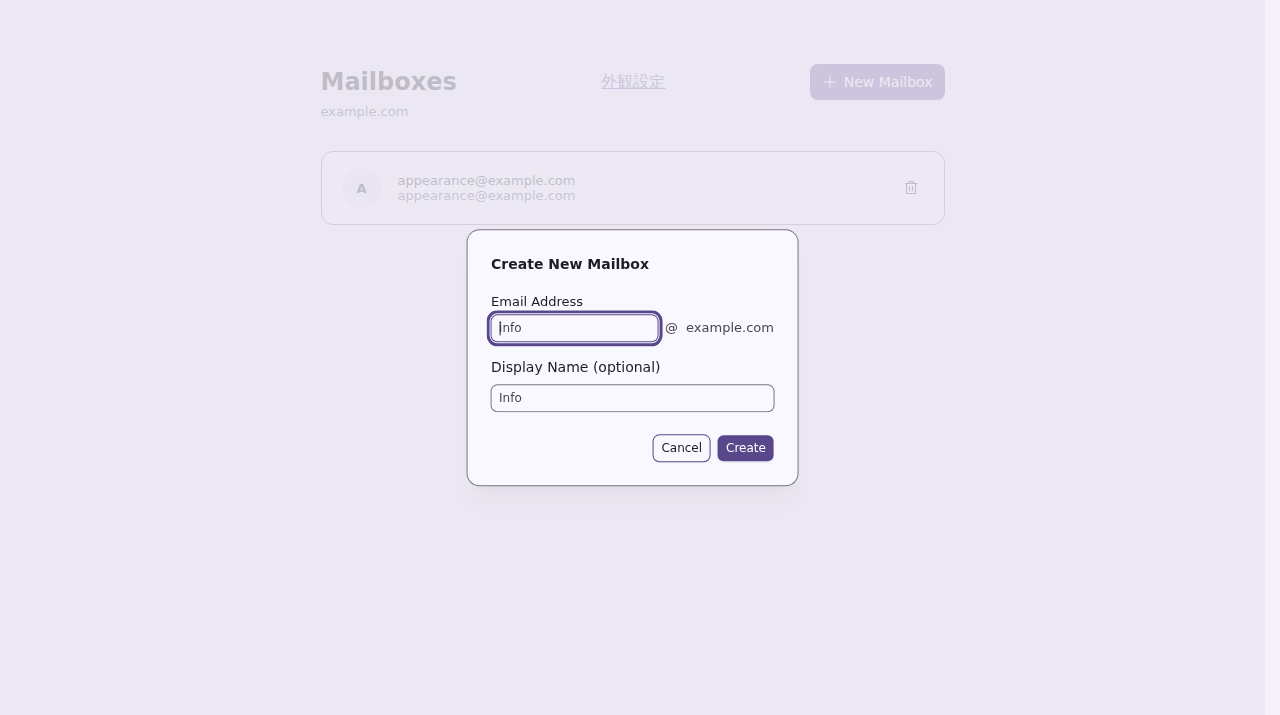 Mailboxes
外観設定
New Mailbox
example.com
A
appearance@example.com
appearance@example.com
Create New Mailbox
Email Address
info
@ example.com
Display Name (optional)
Info
Cancel
Create